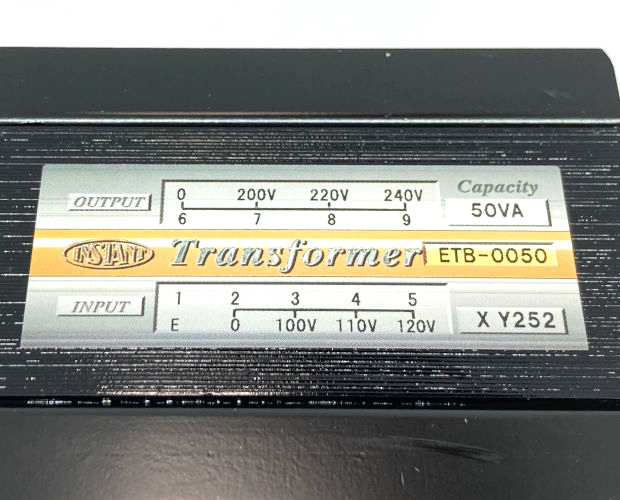 OUTPUT 0 200V 220V 240V Capacity
6 7 8 9 50VA
INSTANT Transformer ETB-0050
INPUT 1 2 3 4 5
E 0 100V 110V 120V X Y252